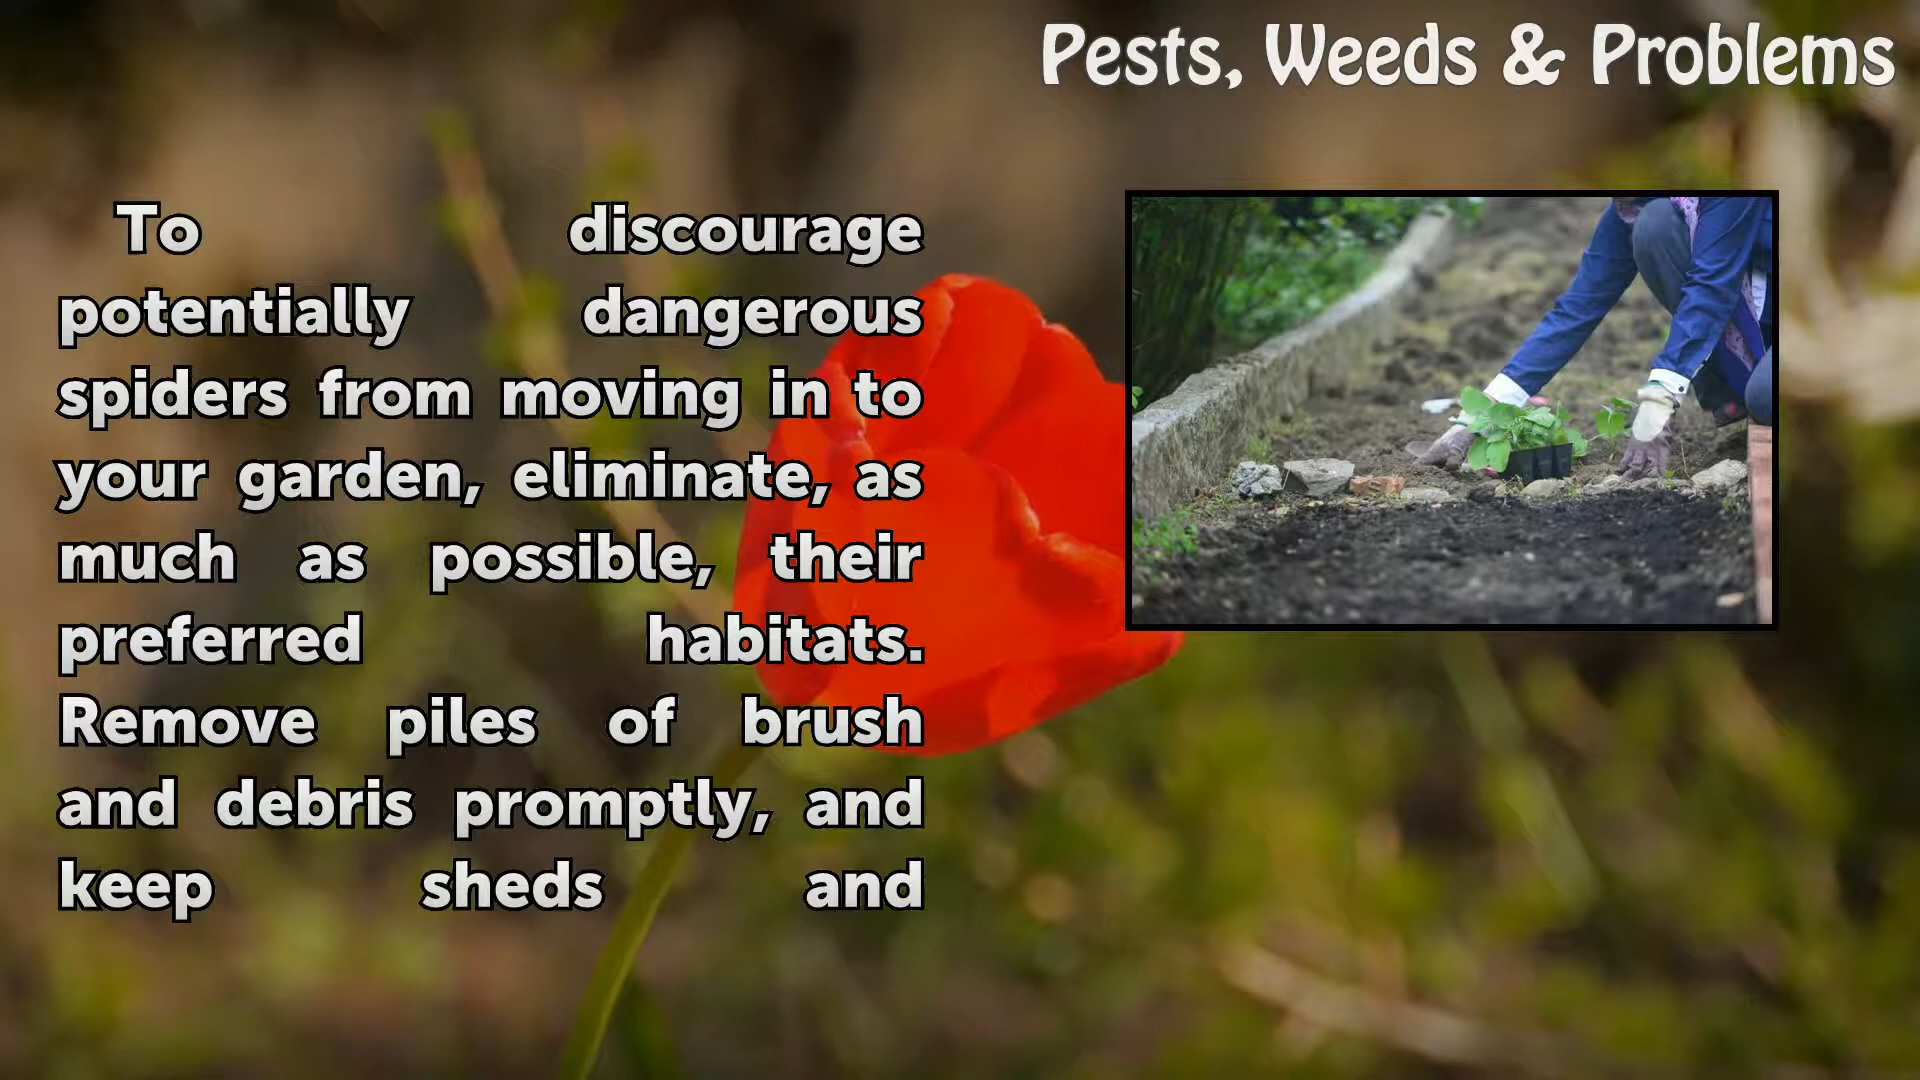 Pests, Weeds & Problems
To discourage
potentially dangerous
spiders from moving in to
your garden, eliminate, as
much as possible, their
preferred habitats.
Remove piles of brush
and debris promptly, and
keep sheds and